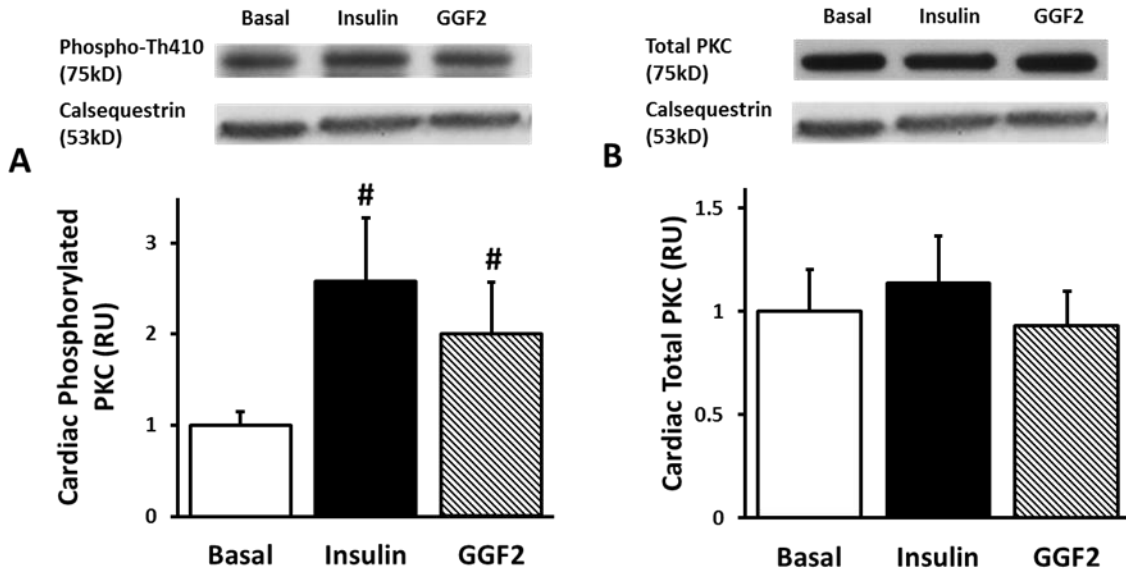 Basal Insulin GGF2
Phospho-Th410
(75kD)
Calsequestrin
(53kD)
A
Cardiac Phosphorylated
PKC (RU)
3
2
1
0
# #
Basal Insulin GGF2
Basal Insulin GGF2
Total PKC
(75kD)
Calsequestrin
(53kD)
B
Cardiac Total PKC (RU)
1.5
1
0.5
0
Basal Insulin GGF2